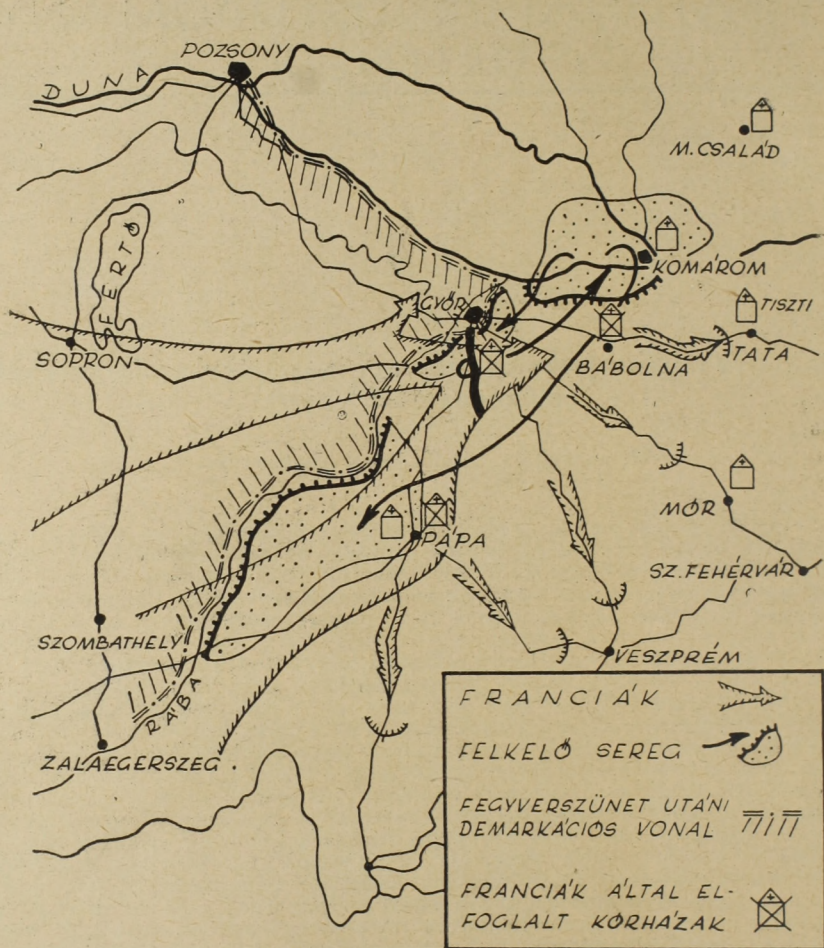 POZSONY
DUNA
M. CSALÁD
FERTŐ
KOMÁROM
GYŐR
TISZTI
SOPRON
BÁBOLNA
TATA
MÓR
PÁPA
SZ. FEHÉRVÁR
SZOMBATHELY
VESZPRÉM
RÁBA
ZALAEGERSZEG.
FRANCIÁK
FELKELŐ SEREG
FEGYVERSZÜNET UTÁNI
DEMARKÁCIÓS VONAL
FRANCIÁK ÁLTAL EL-
FOGLALT KÓRHÁZAK